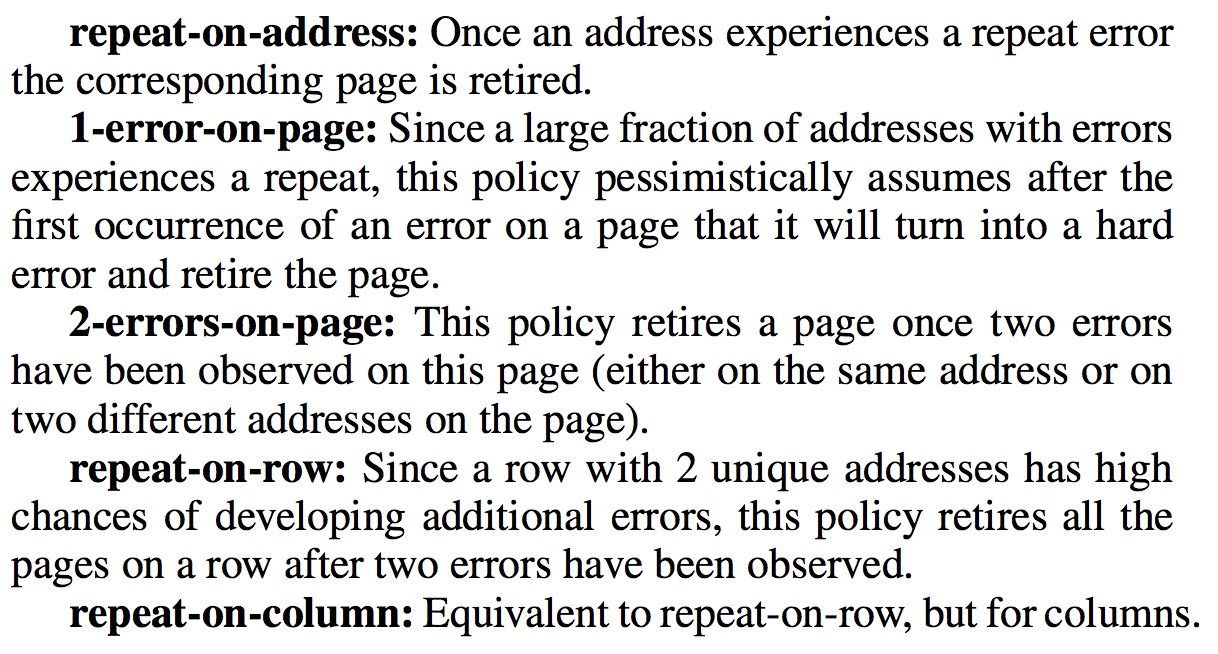 repeat-on-address: Once an address experiences a repeat error
the corresponding page is retired.
1-error-on-page: Since a large fraction of addresses with errors
experiences a repeat, this policy pessimistically assumes after the
first occurrence of an error on a page that it will turn into a hard
error and retire the page.
2-errors-on-page: This policy retires a page once two errors
have been observed on this page (either on the same address or on
two different addresses on the page).
repeat-on-row: Since a row with 2 unique addresses has high
chances of developing additional errors, this policy retires all the
pages on a row after two errors have been observed.
repeat-on-column: Equivalent to repeat-on-row, but for columns.